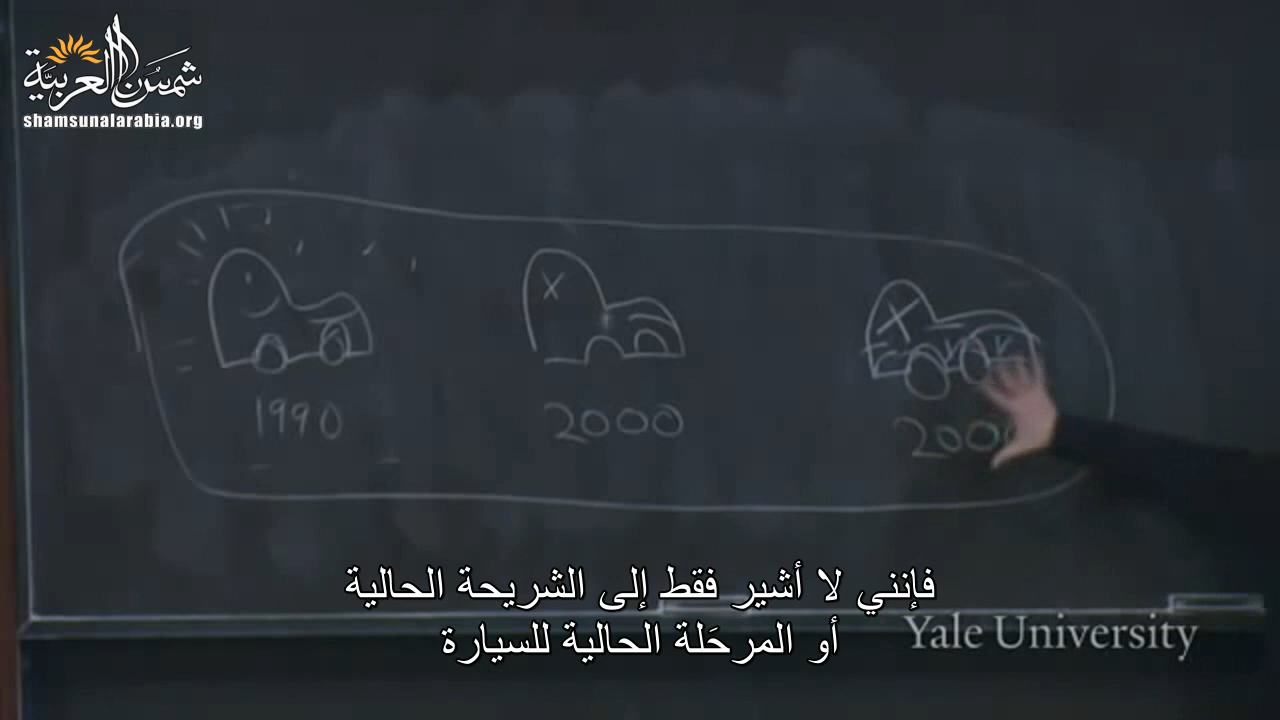 شمس العربية
shamsunalarabia.org
1990
2000
200
فإنني لا أشير فقط إلى الشريحة الحالية
أو المرحَلة الحالية للسيارة
Yale University